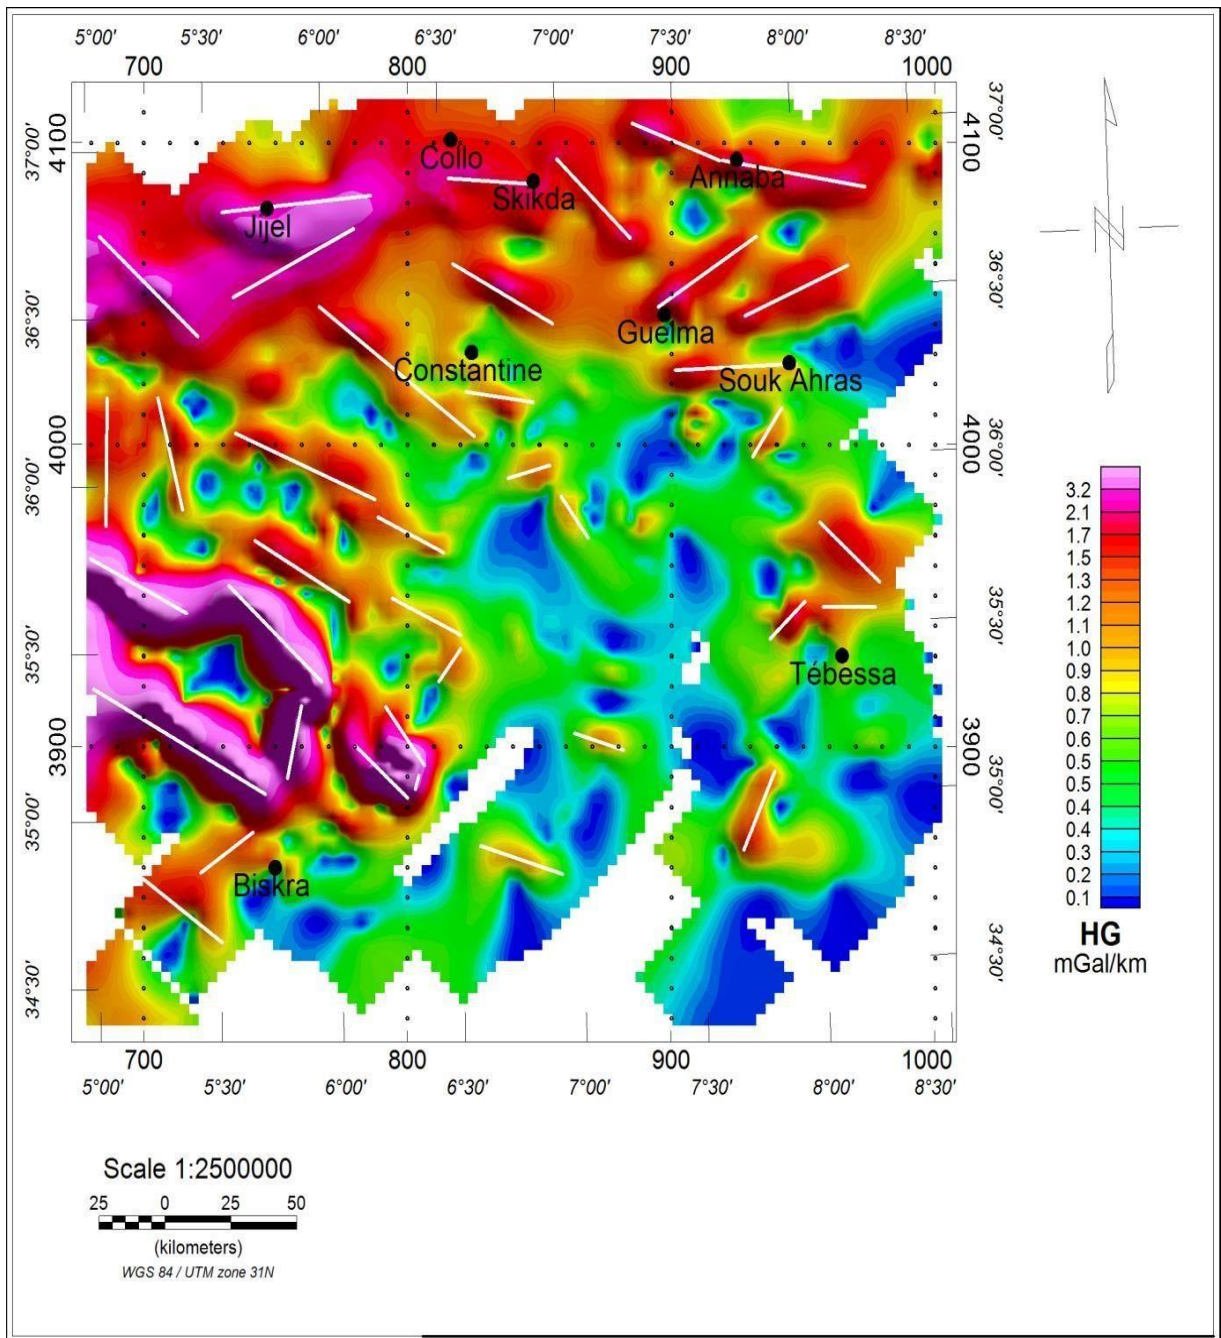 5°00' 5°30' 6°00' 6°30' 7°00' 7°30' 8°00' 8°30'
700 800 900 1000
37°00'
37°00'
4100
4100
Collo
Annaba
Skikda
Jijel
36°30'
36°30'
Guelma
Constantine
Souk Ahras
4000
4000
36°00'
36°00'
3.2
2.1
1.7
1.5
1.3
1.2
1.1
1.0
0.9
0.8
0.7
0.6
0.5
0.5
0.4
0.4
0.3
0.2
0.1
HG
mGal/km
35°30'
35°30'
Tébessa
3900
3900
35°00'
35°00'
Biskra
34°30'
34°30'
700 800 900 1000
5°00' 5°30' 6°00' 6°30' 7°00' 7°30' 8°00' 8°30'
N
Scale 1:2500000
25 0 25 50
(kilometers)
WGS 84 / UTM zone 31N